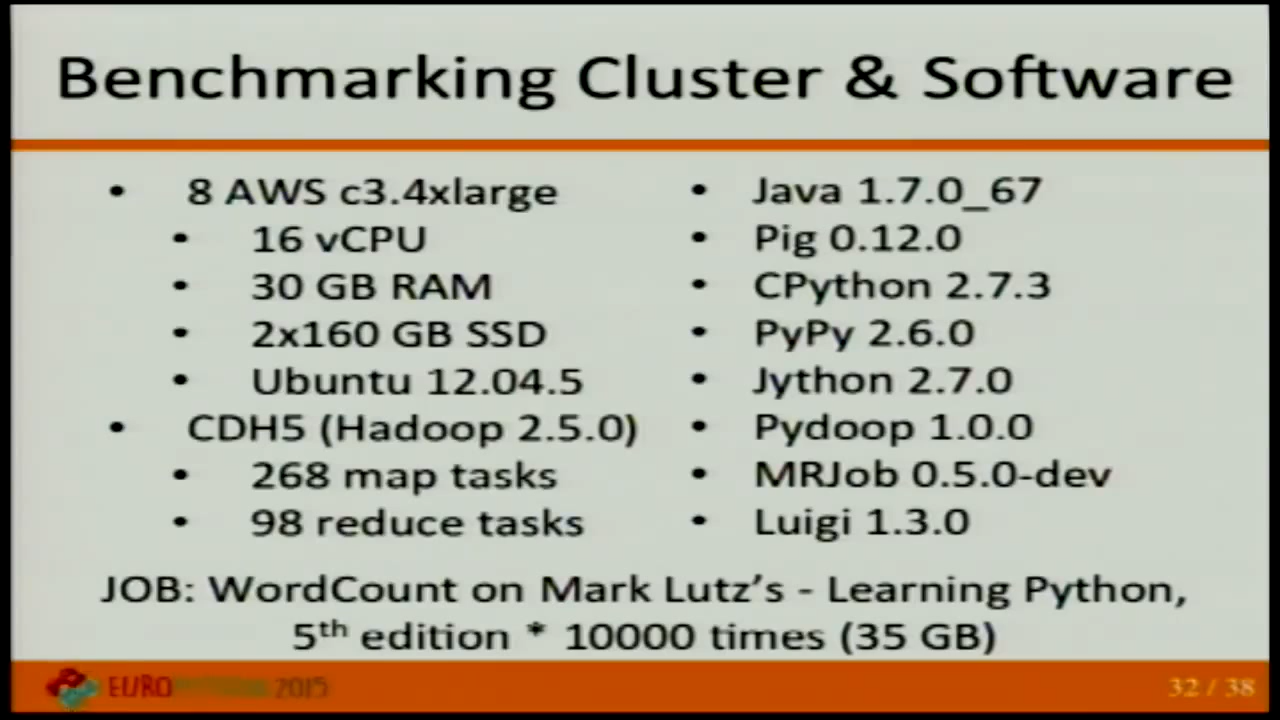 Benchmarking Cluster & Software
• 8 AWS c3.4xlarge
• 16 vCPU
• 30 GB RAM
• 2x160 GB SSD
• Ubuntu 12.04.5
• CDH5 (Hadoop 2.5.0)
• 268 map tasks
• 98 reduce tasks
• Java 1.7.0_67
• Pig 0.12.0
• CPython 2.7.3
• PyPy 2.6.0
• Jython 2.7.0
• Pydoop 1.0.0
• MRJob 0.5.0-dev
• Luigi 1.3.0
JOB: WordCount on Mark Lutz’s - Learning Python,
5th edition * 10000 times (35 GB)
EUROPYTHON 2015
32 / 38